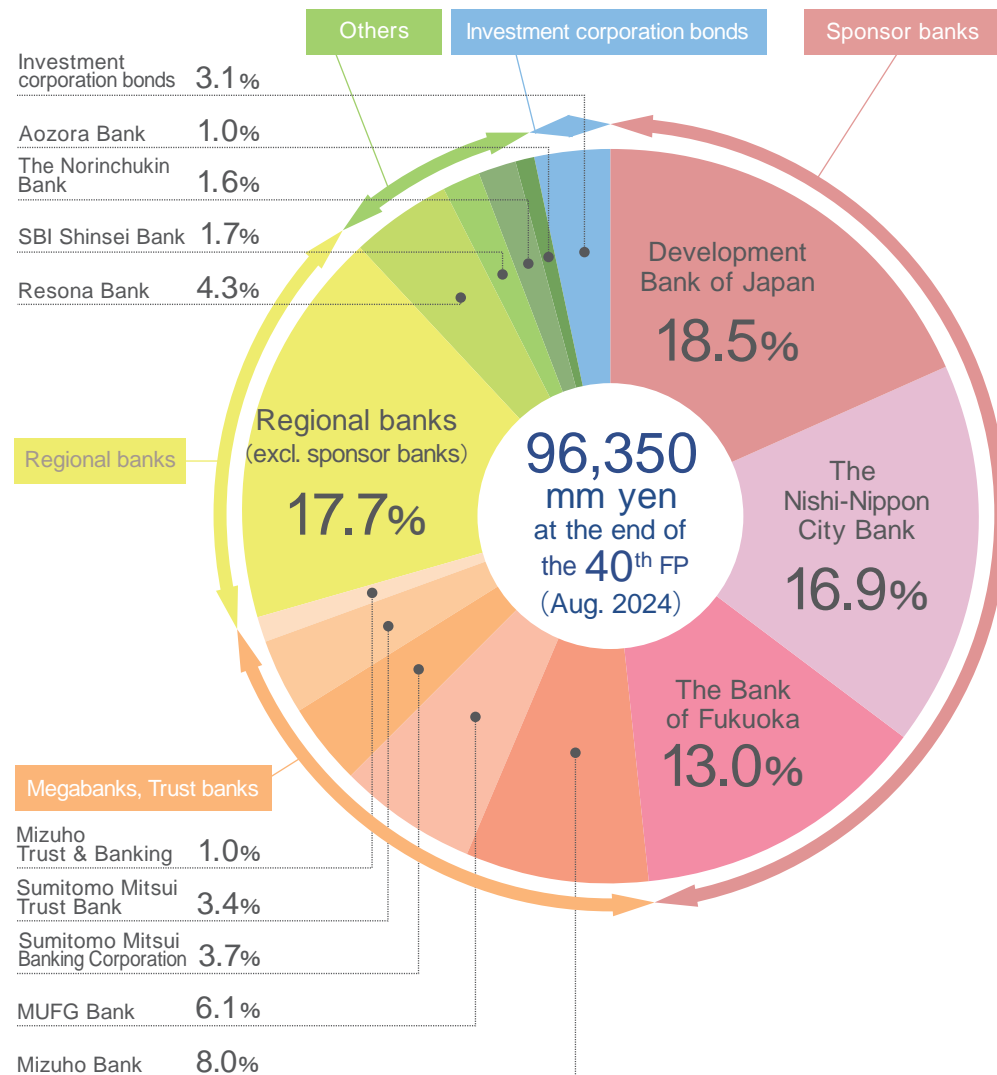 Others
Investment corporation bonds
Sponsor banks
Investment
corporation bonds 3.1%
Aozora Bank 1.0%
The Norinchukin
Bank 1.6%
SBI Shinsei Bank 1.7%
Resona Bank 4.3%
Development
Bank of Japan
18.5%
Regional banks
(excl. sponsor banks)
17.7%
Regional banks
96,350
mm yen
at the end of
the 40th FP
(Aug. 2024)
The
Nishi-Nippon
City Bank
16.9%
The Bank
of Fukuoka
13.0%
Megabanks, Trust banks
Mizuho
Trust & Banking 1.0%
Sumitomo Mitsui
Trust Bank 3.4%
Sumitomo Mitsui
Banking Corporation 3.7%
MUFG Bank 6.1%
Mizuho Bank 8.0%